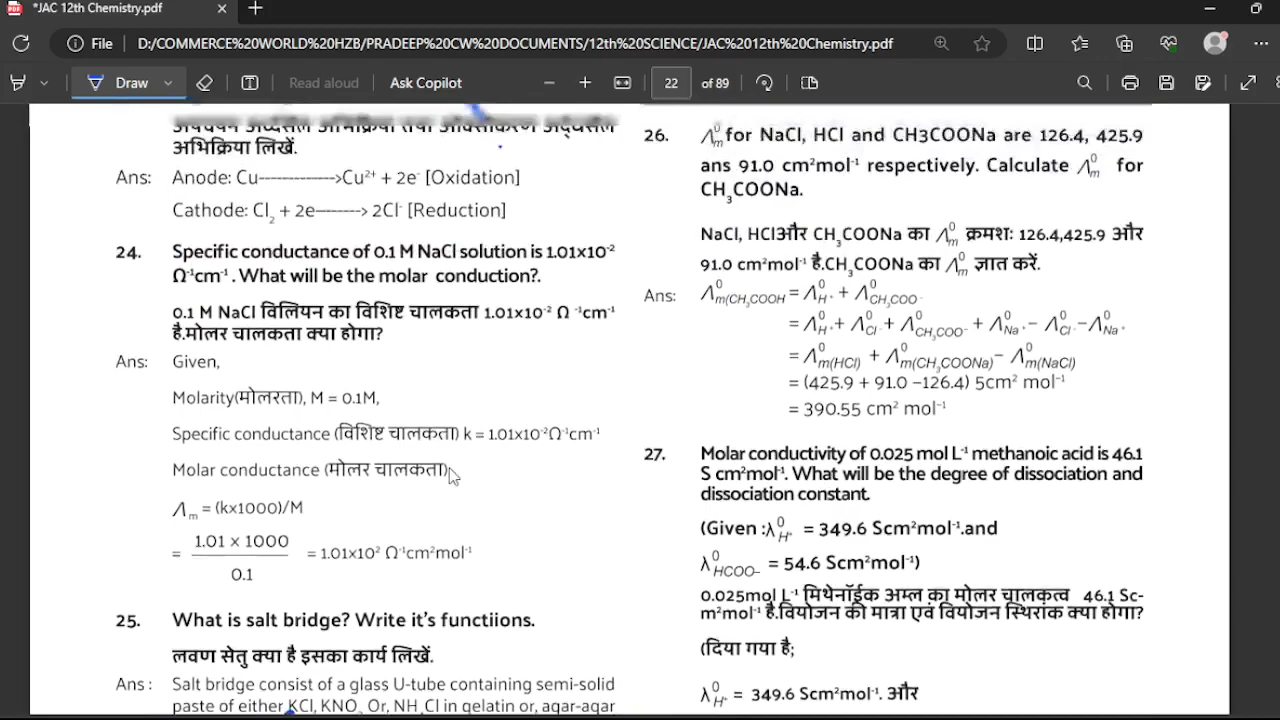 *JAC 12th Chemistry.pdf
File D:/COMMERCE%20WORLD%20HZB/PRADEEP%20CW%20DOCUMENTS/12th%20SCIENCE/JAC%2012th%20Chemistry.pdf
Draw Read aloud Ask Copilot 22 of 89
अभिक्रिया लिखें.
Ans: Anode: Cu------------->Cu²⁺ + 2e⁻ [Oxidation]
Cathode: Cl₂ + 2e--------> 2Cl⁻ [Reduction]
24. Specific conductance of 0.1 M NaCl solution is 1.01x10⁻²
Ω⁻¹cm⁻¹ . What will be the molar conduction?.
0.1 M NaCl विलियन का विशिष्ट चालकता 1.01x10⁻² Ω ⁻¹cm⁻¹
है.मोलर चालकता क्या होगा?
Ans: Given,
Molarity(मोलरता), M = 0.1M,
Specific conductance (विशिष्ट चालकता) k = 1.01x10⁻²Ω⁻¹cm⁻¹
Molar conductance (मोलर चालकता),
Λₘ = (kx1000)/M
= 1.01 x 1000 / 0.1 = 1.01x10² Ω⁻¹cm²mol⁻¹
25. What is salt bridge? Write it's functiions.
लवण सेतु क्या है इसका कार्य लिखें.
Ans : Salt bridge consist of a glass U-tube containing semi-solid
paste of either KCl, KNO₃ Or, NH₄Cl in gelatin or, agar-agar
26. Λ⁰ₘ for NaCl, HCl and CH3COONa are 126.4, 425.9
ans 91.0 cm²mol⁻¹ respectively. Calculate Λ⁰ₘ for
CH₃COONa.
NaCl, HClऔर CH₃COONa का Λ⁰ₘ क्रमशः 126.4,425.9 और
91.0 cm²mol⁻¹ है.CH₃COONa का Λ⁰ₘ ज्ञात करें.
Ans: Λ⁰m(CH₃COOH = Λ⁰H⁺ + Λ⁰CH₃COO⁻
= Λ⁰H⁺ + Λ⁰Cl⁻ + Λ⁰CH₃COO⁻ + Λ⁰Na⁺ − Λ⁰Cl⁻ −Λ⁰Na⁺
= Λ⁰m(HCl) + Λ⁰m(CH₃COONa) − Λ⁰m(NaCl)
= (425.9 + 91.0 −126.4) 5cm² mol⁻¹
= 390.55 cm² mol⁻¹
27. Molar conductivity of 0.025 mol L⁻¹ methanoic acid is 46.1
S cm²mol⁻¹. What will be the degree of dissociation and
dissociation constant.
(Given :λ⁰H⁺ = 349.6 Scm²mol⁻¹.and
λ⁰HCOO− = 54.6 Scm²mol⁻¹)
0.025mol L⁻¹ मिथेनॉईक अम्ल का मोलर चालकत्व 46.1 Sc-
m²mol⁻¹ है.वियोजन की मात्रा एवं वियोजन स्थिरांक क्या होगा?
(दिया गया है;
λ⁰H⁺ = 349.6 Scm²mol⁻¹. और